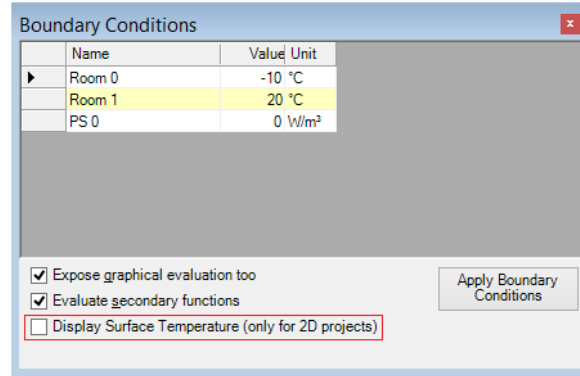 Boundary Conditions
x
Name Value Unit
Room 0 -10 °C
Room 1 20 °C
PS 0 0 W/m³
Expose graphical evaluation too
Evaluate secondary functions
Apply Boundary
Conditions
Display Surface Temperature (only for 2D projects)